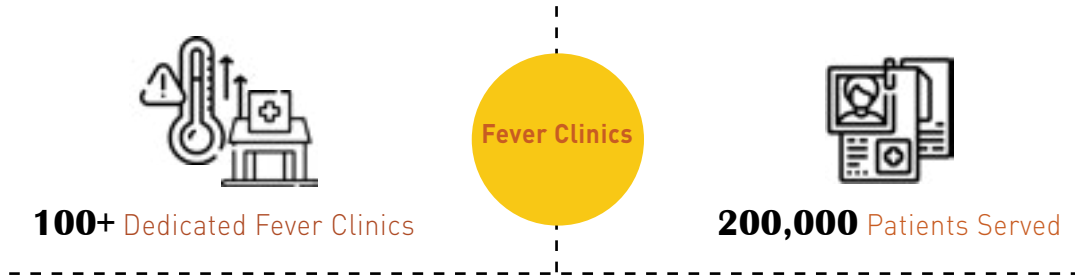 Fever Clinics
100+ Dedicated Fever Clinics
200,000 Patients Served